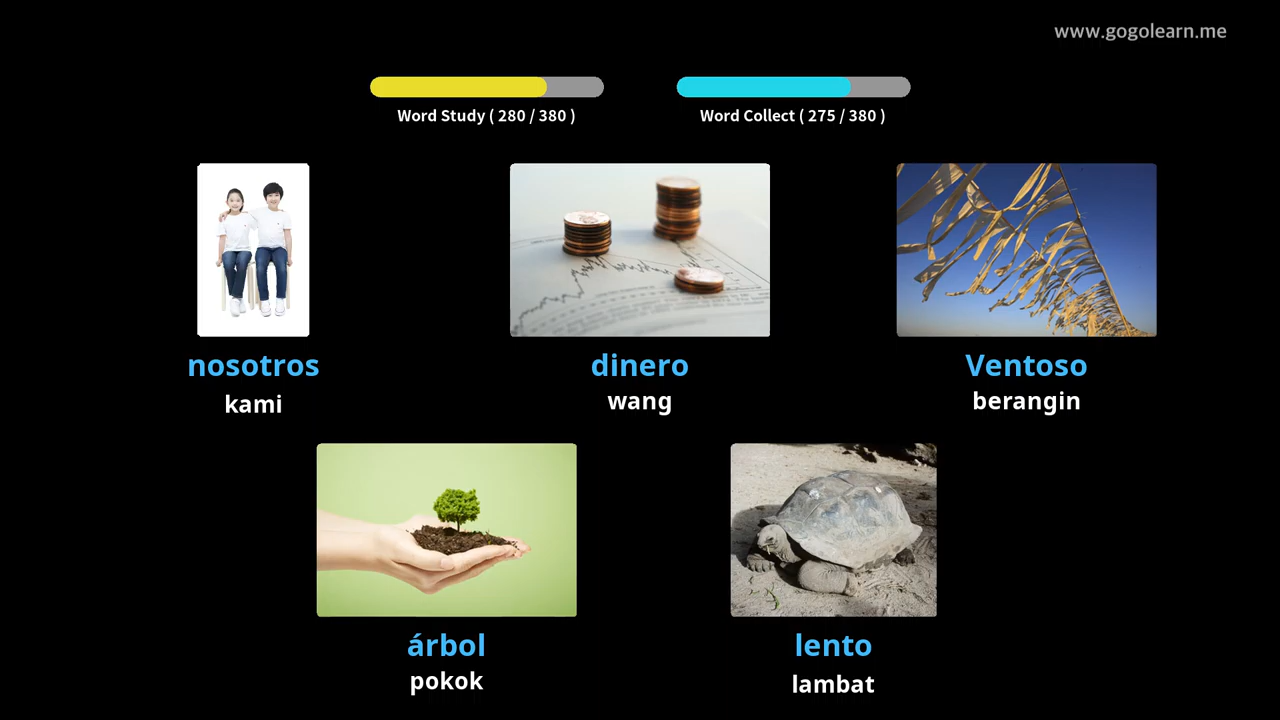 www.gogolearn.me
Word Study ( 280 / 380 )
Word Collect ( 275 / 380 )
nosotros
kami
dinero
wang
Ventoso
berangin
árbol
pokok
lento
lambat